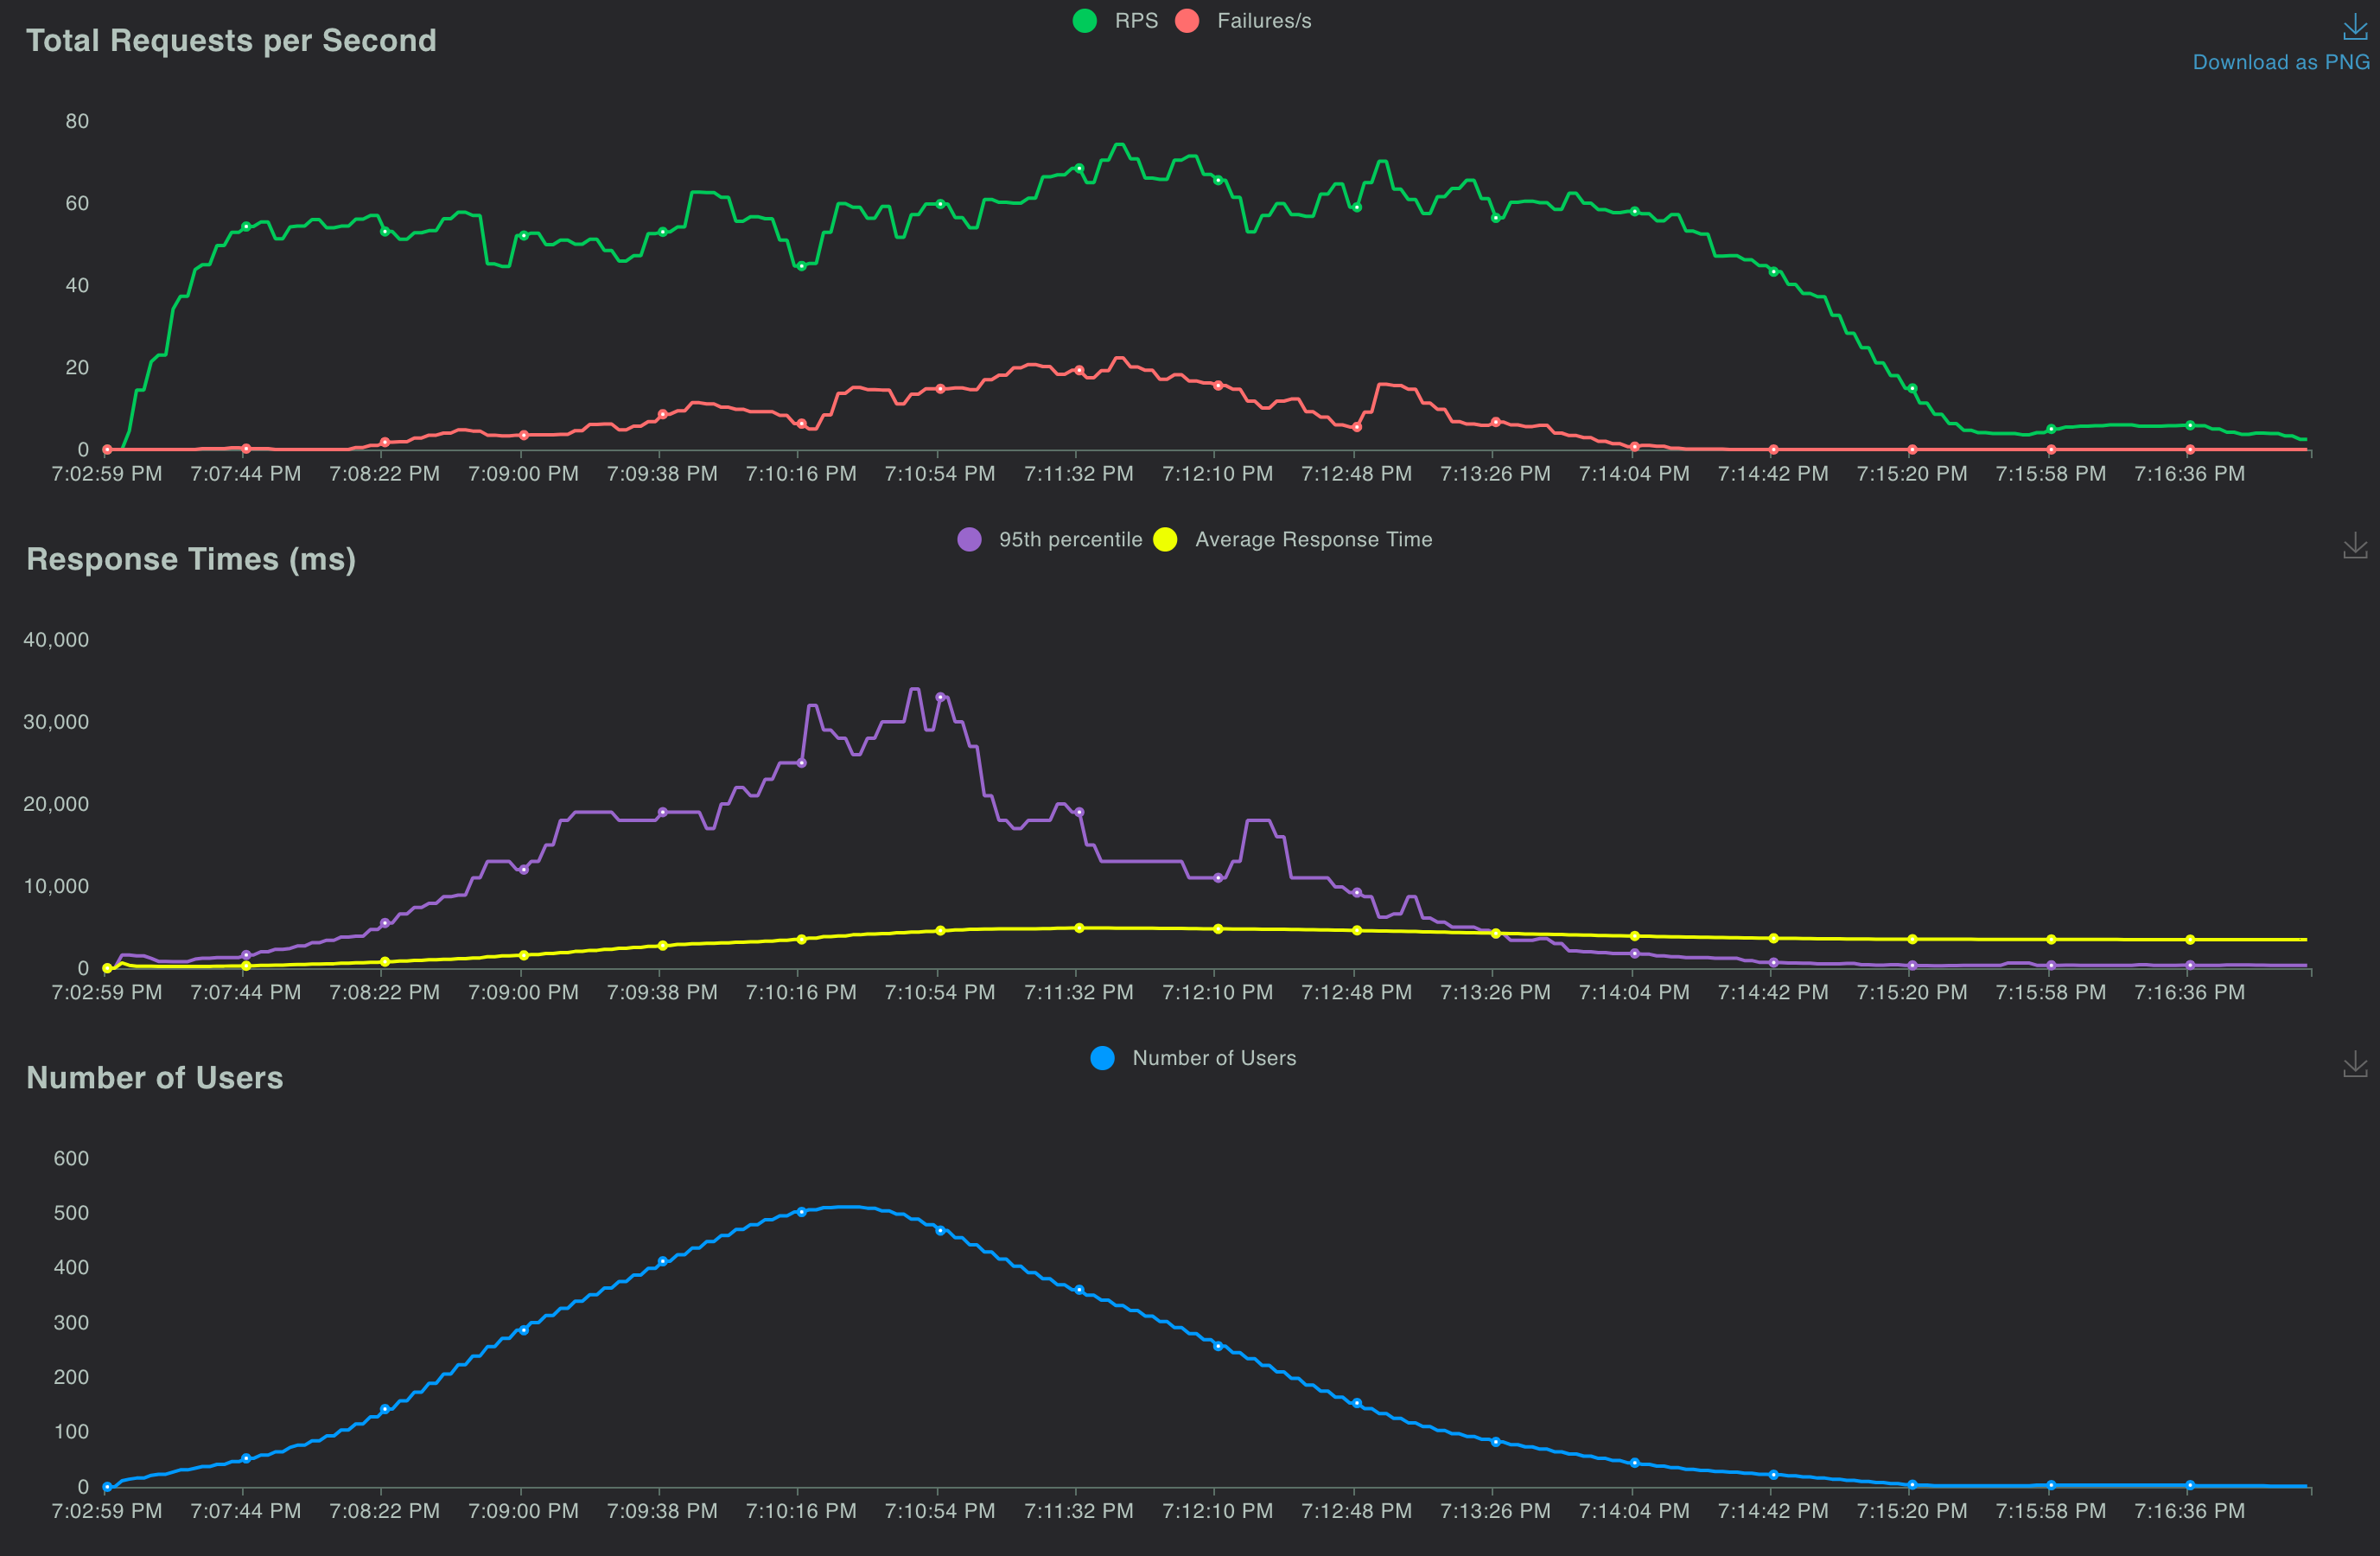 RPS Failures/s
Total Requests per Second
Download as PNG
80
60
40
20
0
7:02:59 PM 7:07:44 PM 7:08:22 PM 7:09:00 PM 7:09:38 PM 7:10:16 PM 7:10:54 PM 7:11:32 PM 7:12:10 PM 7:12:48 PM 7:13:26 PM 7:14:04 PM 7:14:42 PM 7:15:20 PM 7:15:58 PM 7:16:36 PM
95th percentile Average Response Time
Response Times (ms)
40,000
30,000
20,000
10,000
0
7:02:59 PM 7:07:44 PM 7:08:22 PM 7:09:00 PM 7:09:38 PM 7:10:16 PM 7:10:54 PM 7:11:32 PM 7:12:10 PM 7:12:48 PM 7:13:26 PM 7:14:04 PM 7:14:42 PM 7:15:20 PM 7:15:58 PM 7:16:36 PM
Number of Users
Number of Users
600
500
400
300
200
100
0
7:02:59 PM 7:07:44 PM 7:08:22 PM 7:09:00 PM 7:09:38 PM 7:10:16 PM 7:10:54 PM 7:11:32 PM 7:12:10 PM 7:12:48 PM 7:13:26 PM 7:14:04 PM 7:14:42 PM 7:15:20 PM 7:15:58 PM 7:16:36 PM